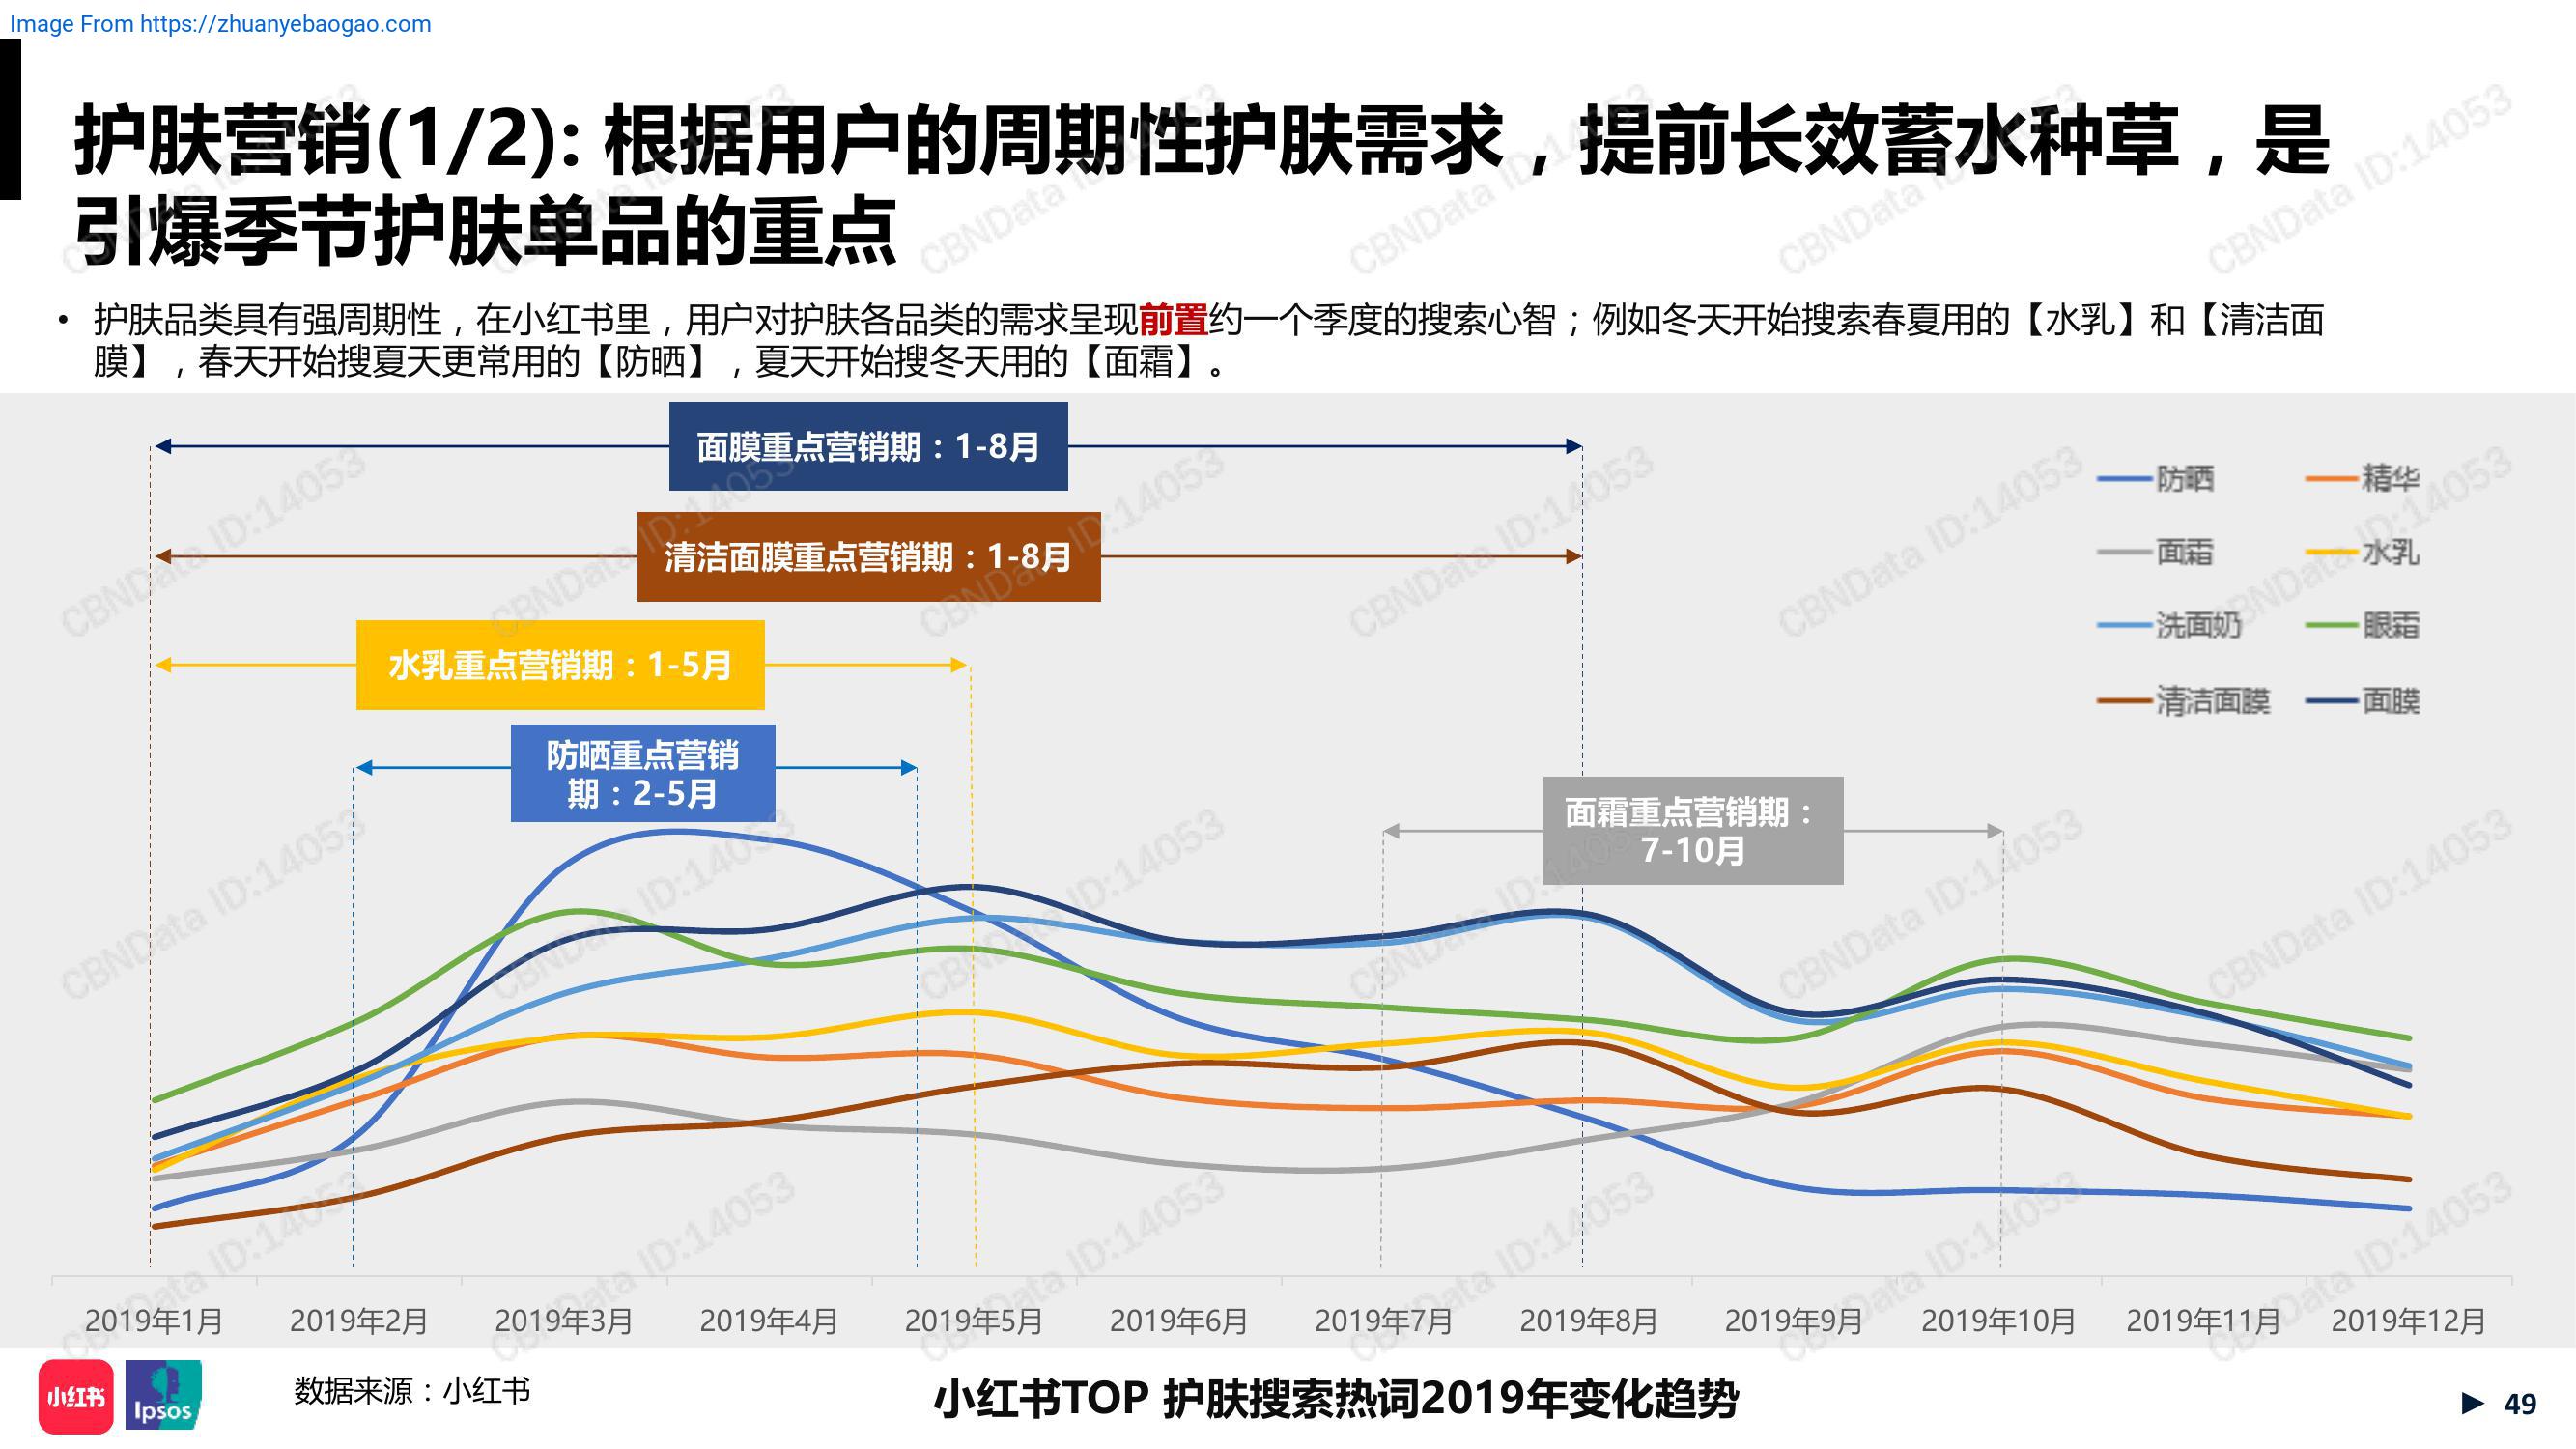 Image From https://zhuanyebaogao.com
护肤营销(1/2): 根据用户的周期性护肤需求，提前长效蓄水种草，是
引爆季节护肤单品的重点
• 护肤品类具有强周期性，在小红书里，用户对护肤各品类的需求呈现前置约一个季度的搜索心智；例如冬天开始搜索春夏用的【水乳】和【清洁面
膜】，春天开始搜夏天更常用的【防晒】，夏天开始搜冬天用的【面霜】。
面膜重点营销期：1-8月
清洁面膜重点营销期：1-8月
水乳重点营销期：1-5月
防晒重点营销
期：2-5月
面霜重点营销期：
7-10月
防晒 精华
面霜 水乳
洗面奶 眼霜
清洁面膜 面膜
2019年1月 2019年2月 2019年3月 2019年4月 2019年5月 2019年6月 2019年7月 2019年8月 2019年9月 2019年10月 2019年11月 2019年12月
小红书
Ipsos
数据来源：小红书
小红书TOP 护肤搜索热词2019年变化趋势
49
CBNData ID:14053